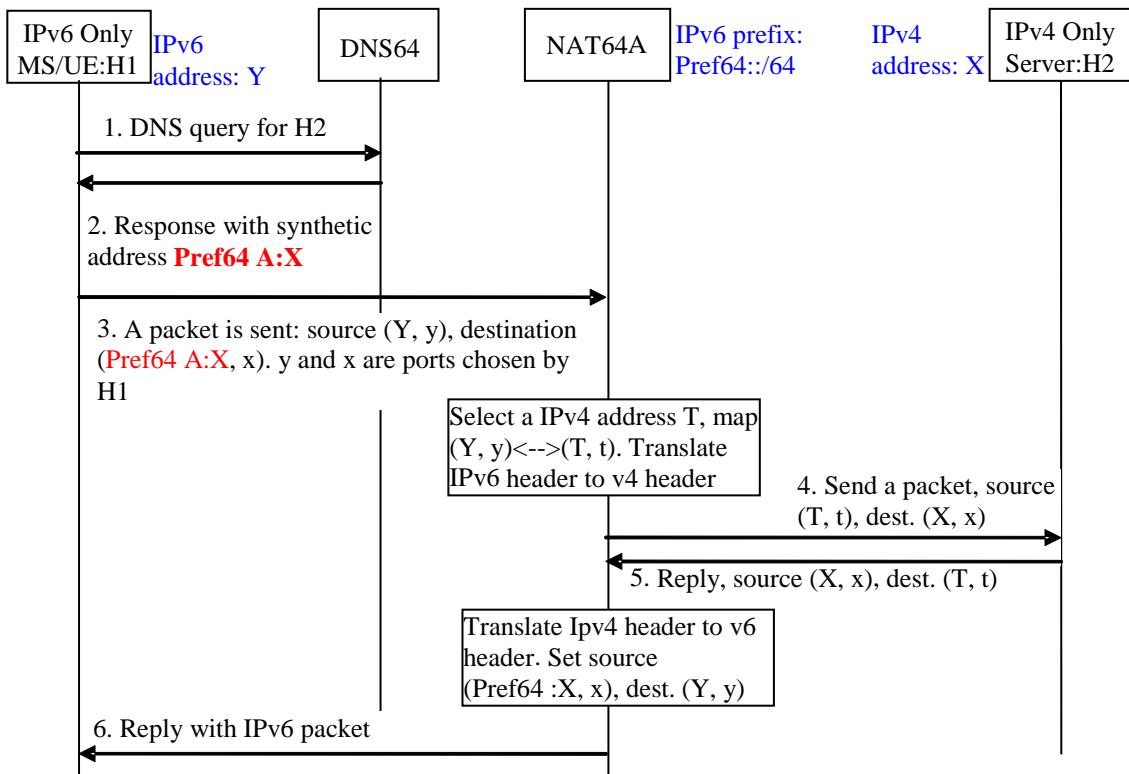 IPv6 Only
MS/UE:H1
IPv6
address: Y
DNS64
NAT64A
IPv6 prefix:
Pref64::/64
IPv4
address: X
IPv4 Only
Server:H2
1. DNS query for H2
2. Response with synthetic
address Pref64 A:X
3. A packet is sent: source (Y, y), destination
(Pref64 A:X, x). y and x are ports chosen by
H1
Select a IPv4 address T, map
(Y, y)<-->(T, t). Translate
IPv6 header to v4 header
4. Send a packet, source
(T, t), dest. (X, x)
5. Reply, source (X, x), dest. (T, t)
Translate Ipv4 header to v6
header. Set source
(Pref64 :X, x), dest. (Y, y)
6. Reply with IPv6 packet